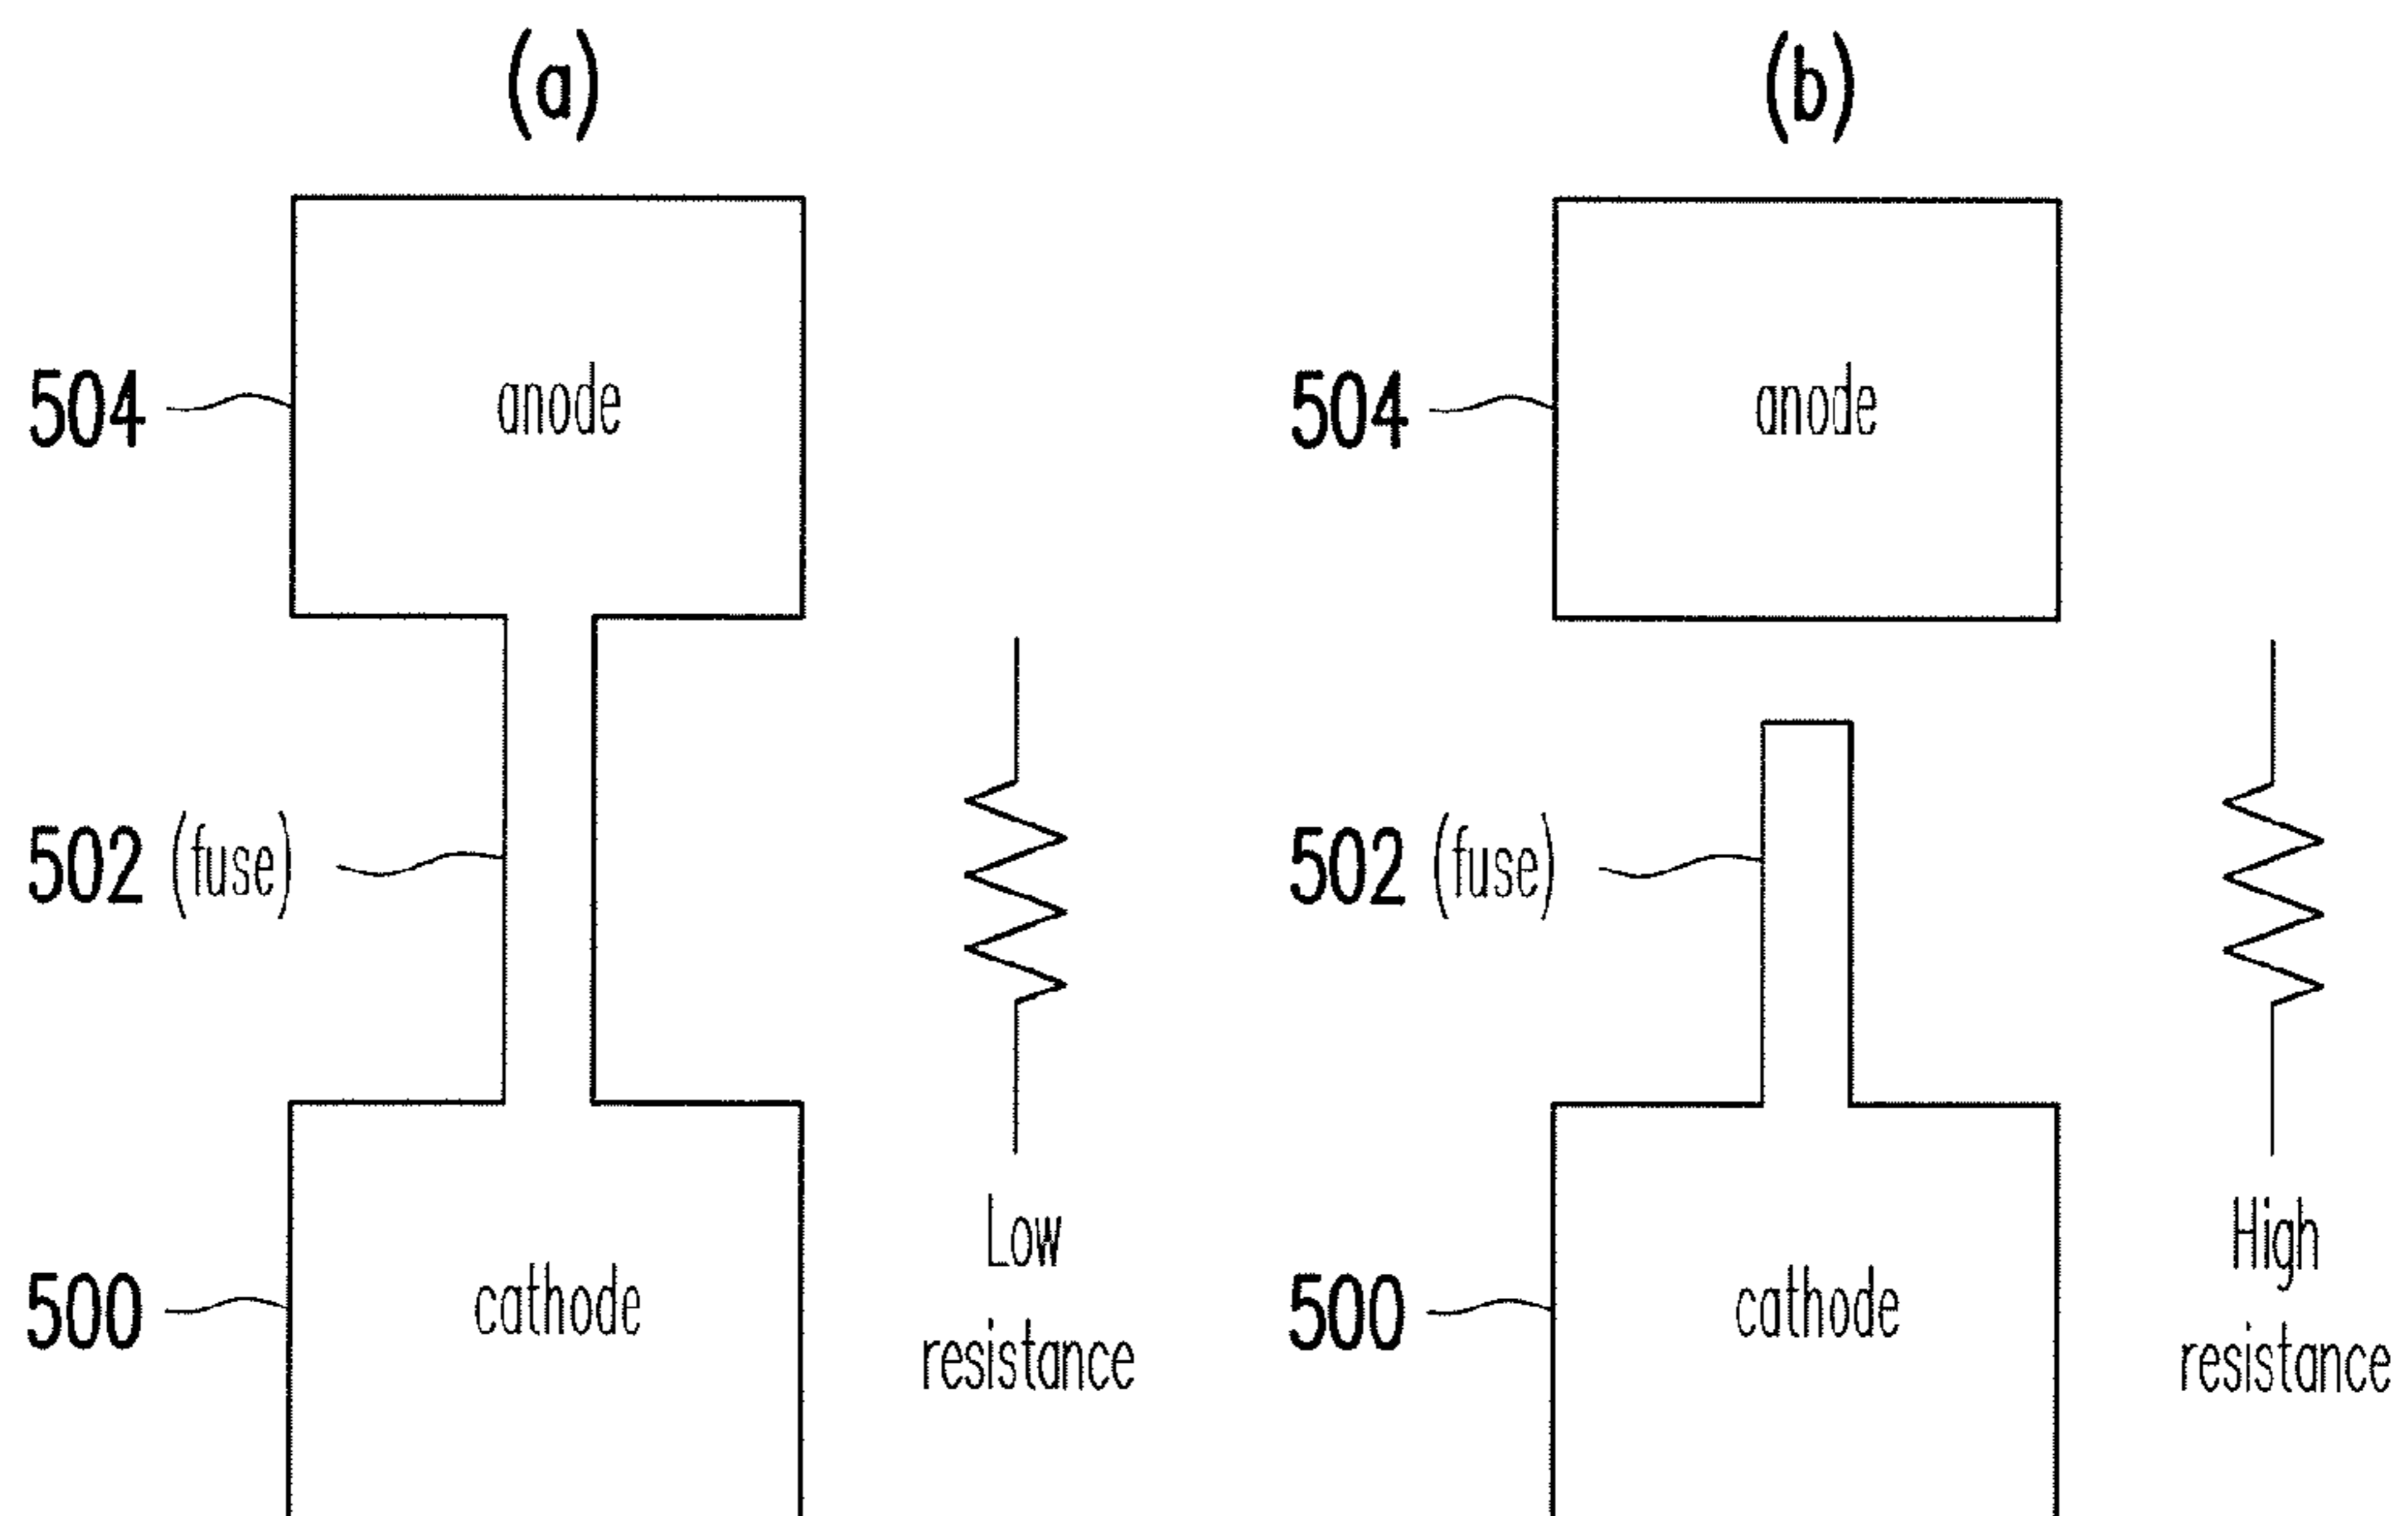 (a)
504
anode
502 (fuse)
500
cathode
Low
resistance
(b)
504
anode
502 (fuse)
500
cathode
High
resistance